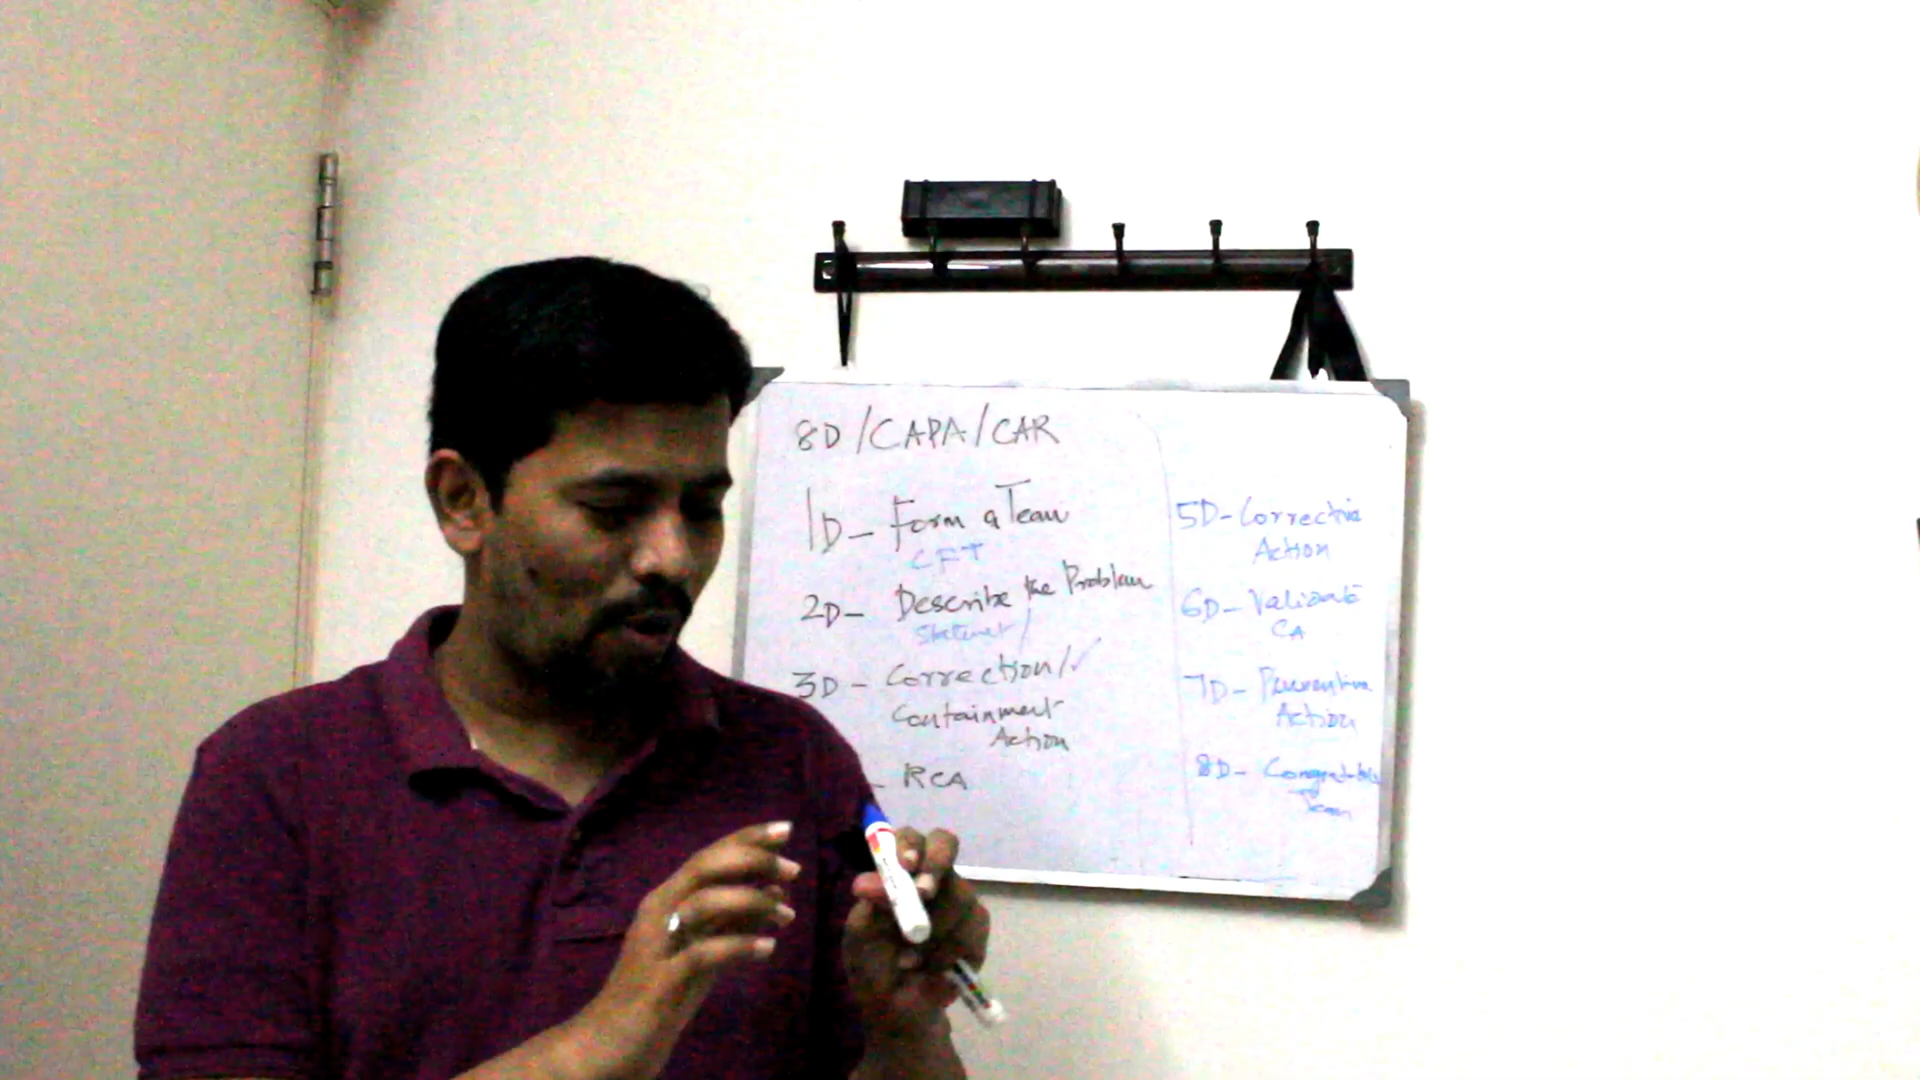 8D/CAPA/CAR
1D- Form a Team
CFT
2D- Describe the Problem
Statement/
3D- Correction/✓
Containment
Action
- RCA
5D- Corrective
Action
6D- Validate
CA
7D- Preventive
Action
8D- Congratulate
Team